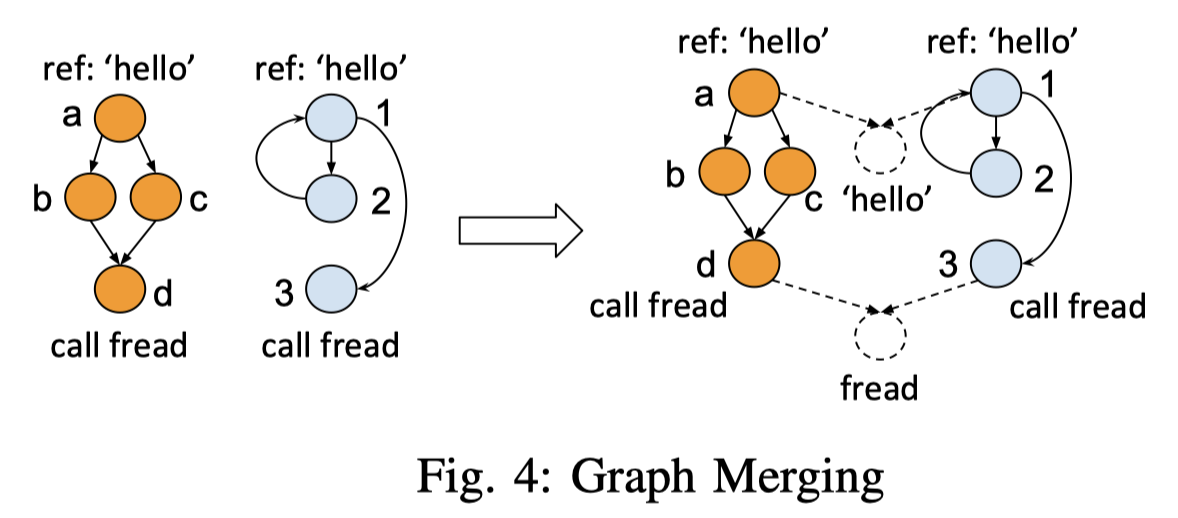 ref: ‘hello’
ref: ‘hello’
a
1
b
c
2
d
3
call fread
call fread
ref: ‘hello’
ref: ‘hello’
a
1
b
c
‘hello’
2
d
3
call fread
call fread
fread
Fig. 4: Graph Merging